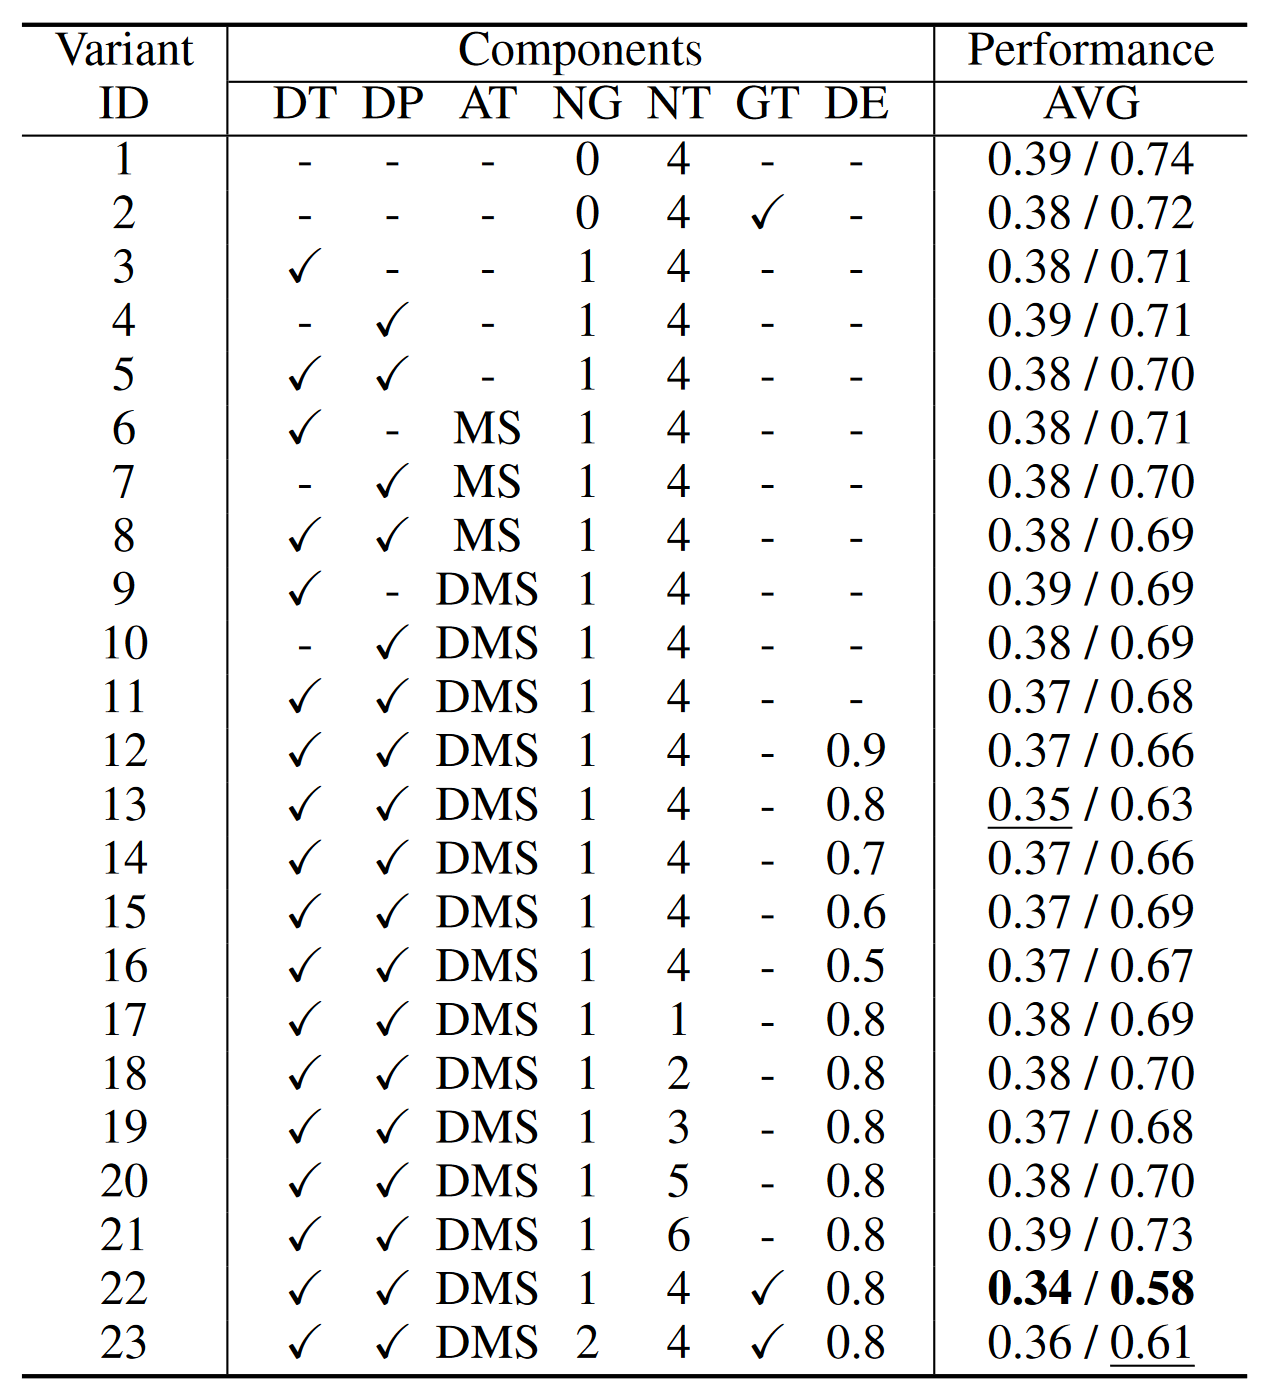 Variant Components Performance
ID DT DP AT NG NT GT DE AVG
1 - - - 0 4 - - 0.39 / 0.74
2 - - - 0 4 ✓ - 0.38 / 0.72
3 ✓ - - 1 4 - - 0.38 / 0.71
4 - ✓ - 1 4 - - 0.39 / 0.71
5 ✓ ✓ - 1 4 - - 0.38 / 0.70
6 ✓ - MS 1 4 - - 0.38 / 0.71
7 - ✓ MS 1 4 - - 0.38 / 0.70
8 ✓ ✓ MS 1 4 - - 0.38 / 0.69
9 ✓ - DMS 1 4 - - 0.39 / 0.69
10 - ✓ DMS 1 4 - - 0.38 / 0.69
11 ✓ ✓ DMS 1 4 - - 0.37 / 0.68
12 ✓ ✓ DMS 1 4 - 0.9 0.37 / 0.66
13 ✓ ✓ DMS 1 4 - 0.8 0.35 / 0.63
14 ✓ ✓ DMS 1 4 - 0.7 0.37 / 0.66
15 ✓ ✓ DMS 1 4 - 0.6 0.37 / 0.69
16 ✓ ✓ DMS 1 4 - 0.5 0.37 / 0.67
17 ✓ ✓ DMS 1 1 - 0.8 0.38 / 0.69
18 ✓ ✓ DMS 1 2 - 0.8 0.38 / 0.70
19 ✓ ✓ DMS 1 3 - 0.8 0.37 / 0.68
20 ✓ ✓ DMS 1 5 - 0.8 0.38 / 0.70
21 ✓ ✓ DMS 1 6 - 0.8 0.39 / 0.73
22 ✓ ✓ DMS 1 4 ✓ 0.8 0.34 / 0.58
23 ✓ ✓ DMS 2 4 ✓ 0.8 0.36 / 0.61